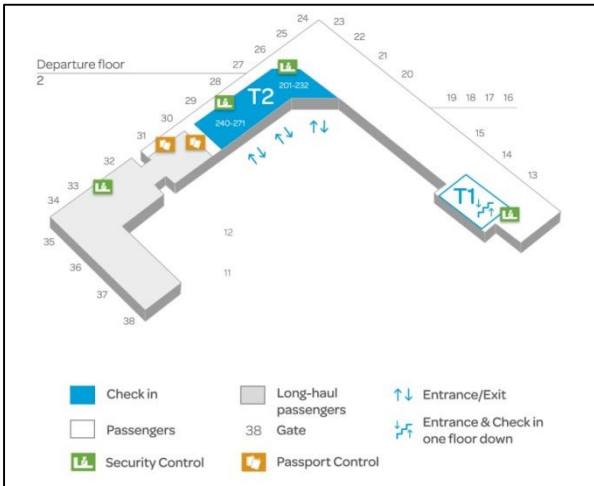 24
23
25
22
26
21
Departure floor
27
20
2
28
T2
201-232
29
19 18 17 16
240-271
30
15
31
14
32
13
33
T1
34
35
12
36
11
37
38
Check in
Long-haul
passengers
Entrance/Exit
Passengers
38 Gate
Entrance & Check in
one floor down
Security Control
Passport Control